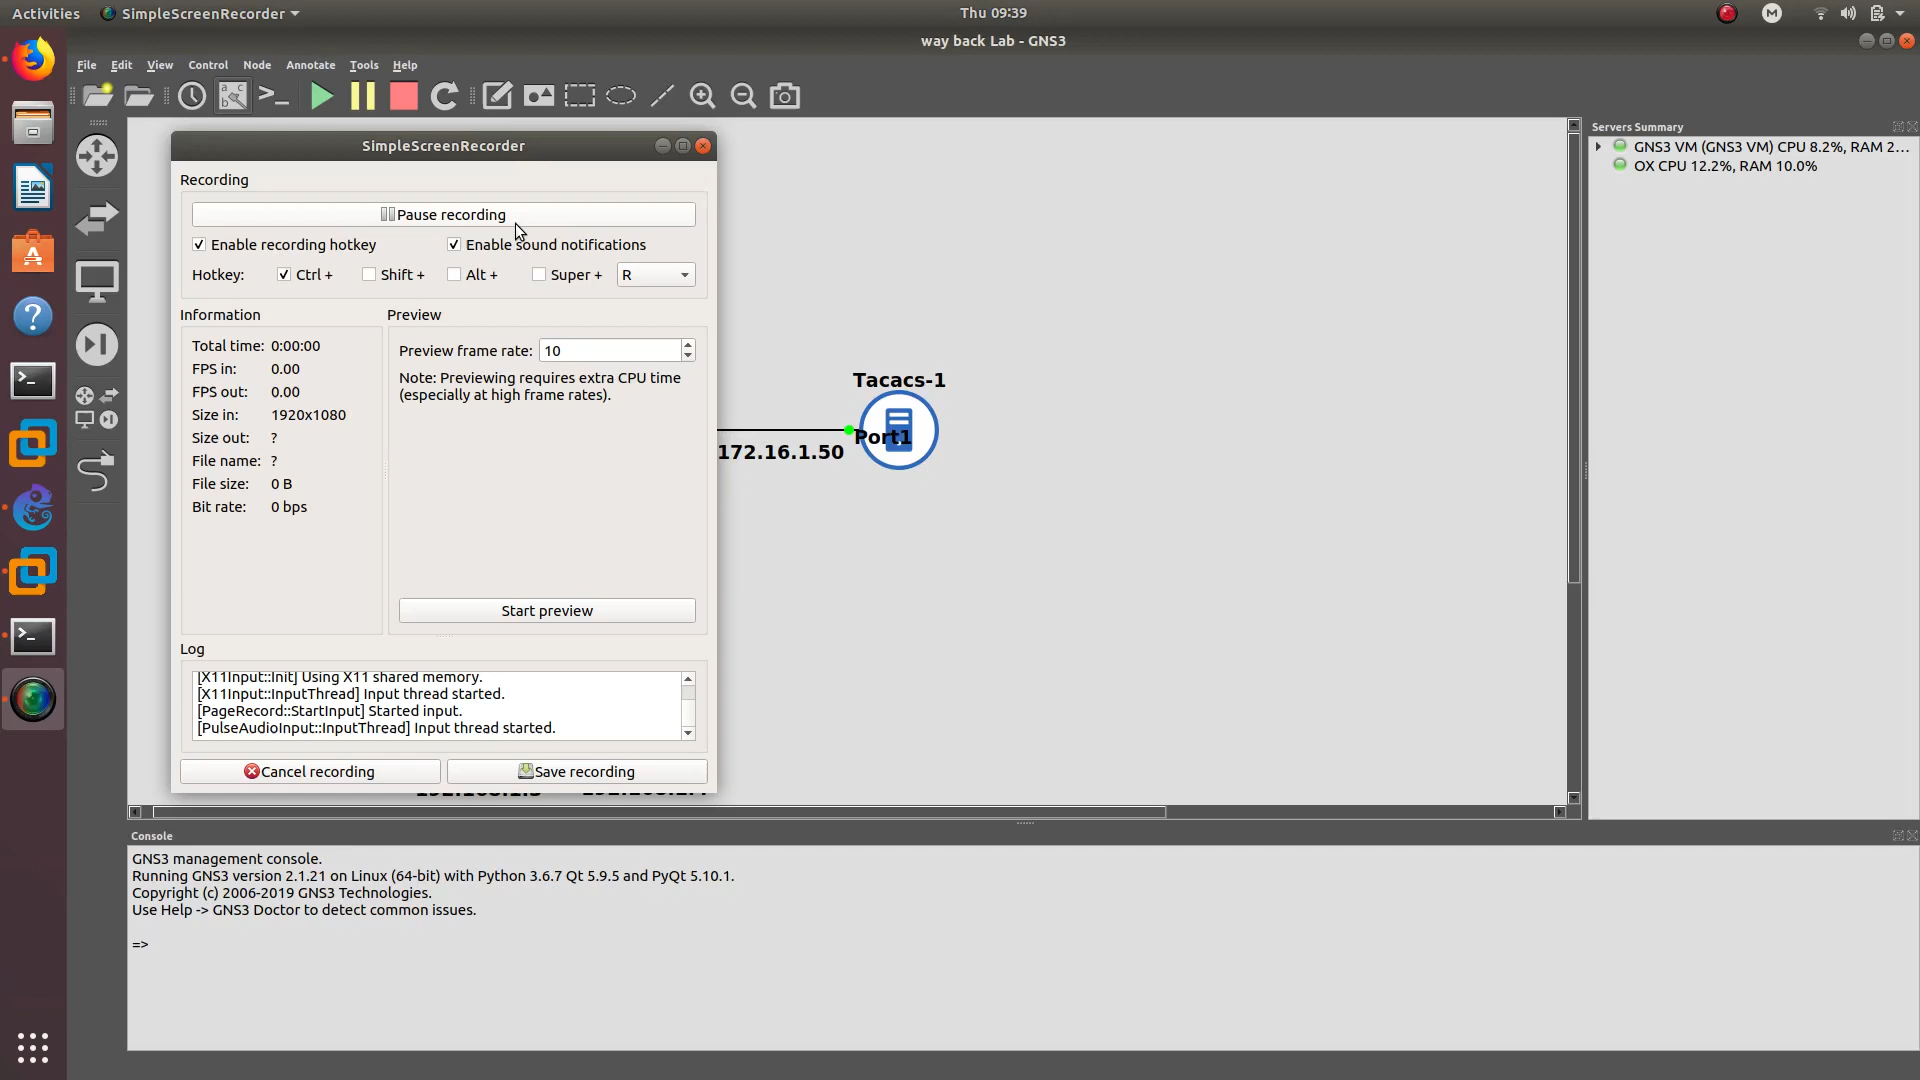 Activities
SimpleScreenRecorder
Thu 09:39
M
way back Lab - GNS3
File Edit View Control Node Annotate Tools Help
Servers Summary
GNS3 VM (GNS3 VM) CPU 8.2%, RAM 2...
OX CPU 12.2%, RAM 10.0%
SimpleScreenRecorder
Recording
Pause recording
Enable recording hotkey
Enable sound notifications
Hotkey: Ctrl + Shift + Alt + Super + R
Information
Total time: 0:00:00
FPS in: 0.00
FPS out: 0.00
Size in: 1920x1080
Size out: ?
File name: ?
File size: 0 B
Bit rate: 0 bps
Preview
Preview frame rate: 10
Note: Previewing requires extra CPU time
(especially at high frame rates).
Start preview
Log
[X11Input::Init] Using X11 shared memory.
[X11Input::InputThread] Input thread started.
[PageRecord::StartInput] Started input.
[PulseAudioInput::InputThread] Input thread started.
Cancel recording
Save recording
Tacacs-1
Port1
172.16.1.50
Console
GNS3 management console.
Running GNS3 version 2.1.21 on Linux (64-bit) with Python 3.6.7 Qt 5.9.5 and PyQt 5.10.1.
Copyright (c) 2006-2019 GNS3 Technologies.
Use Help -> GNS3 Doctor to detect common issues.
=>